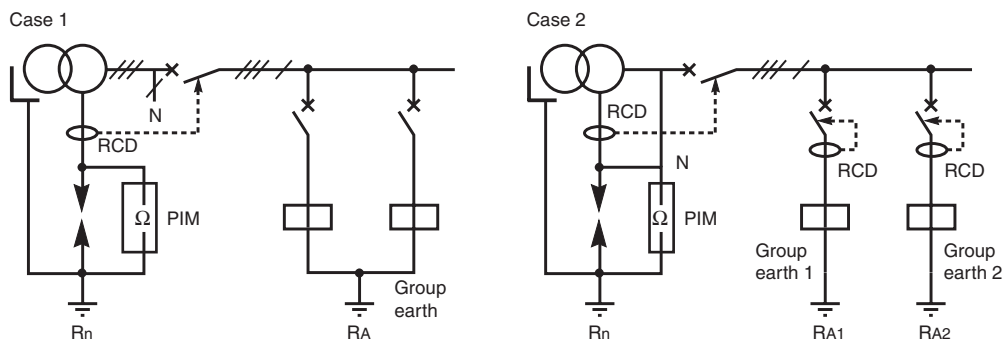 Case 1
N
RCD
Ω
PIM
Group
earth
Rn
RA
Case 2
RCD
N
Ω
PIM
RCD
RCD
Group
earth 1
Group
earth 2
Rn
RA1
RA2